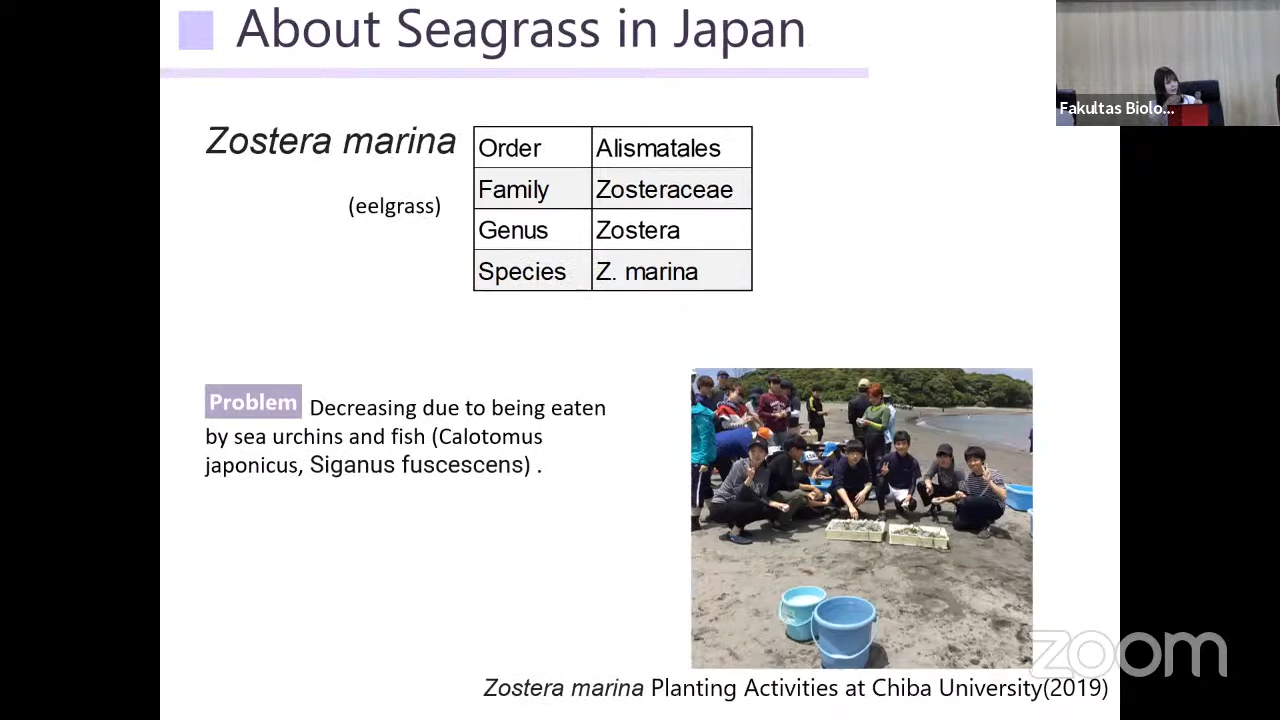 About Seagrass in Japan
Fakultas Biolo...
Zostera marina
(eelgrass)
Order Alismatales
Family Zosteraceae
Genus Zostera
Species Z. marina
Problem Decreasing due to being eaten
by sea urchins and fish (Calotomus
japonicus, Siganus fuscescens) .
zoom
Zostera marina Planting Activities at Chiba University(2019)